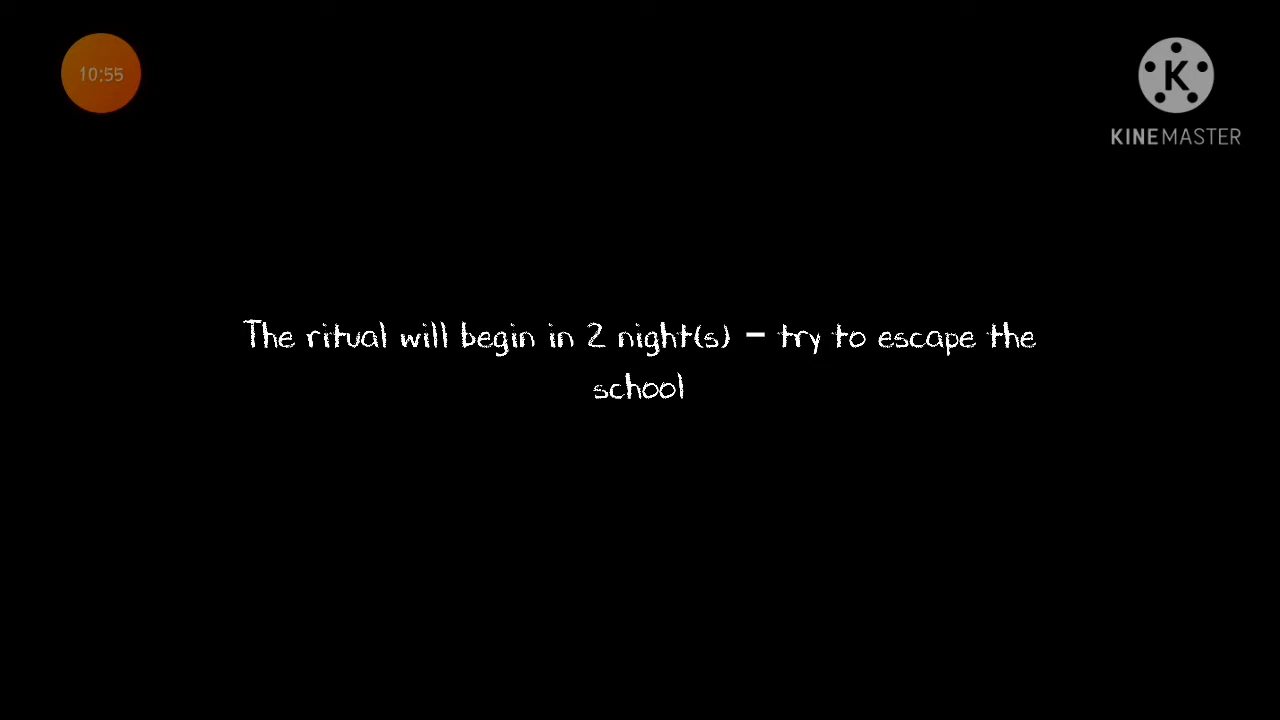 10:55
K
KINEMASTER
The ritual will begin in 2 night(s) - try to escape the
school